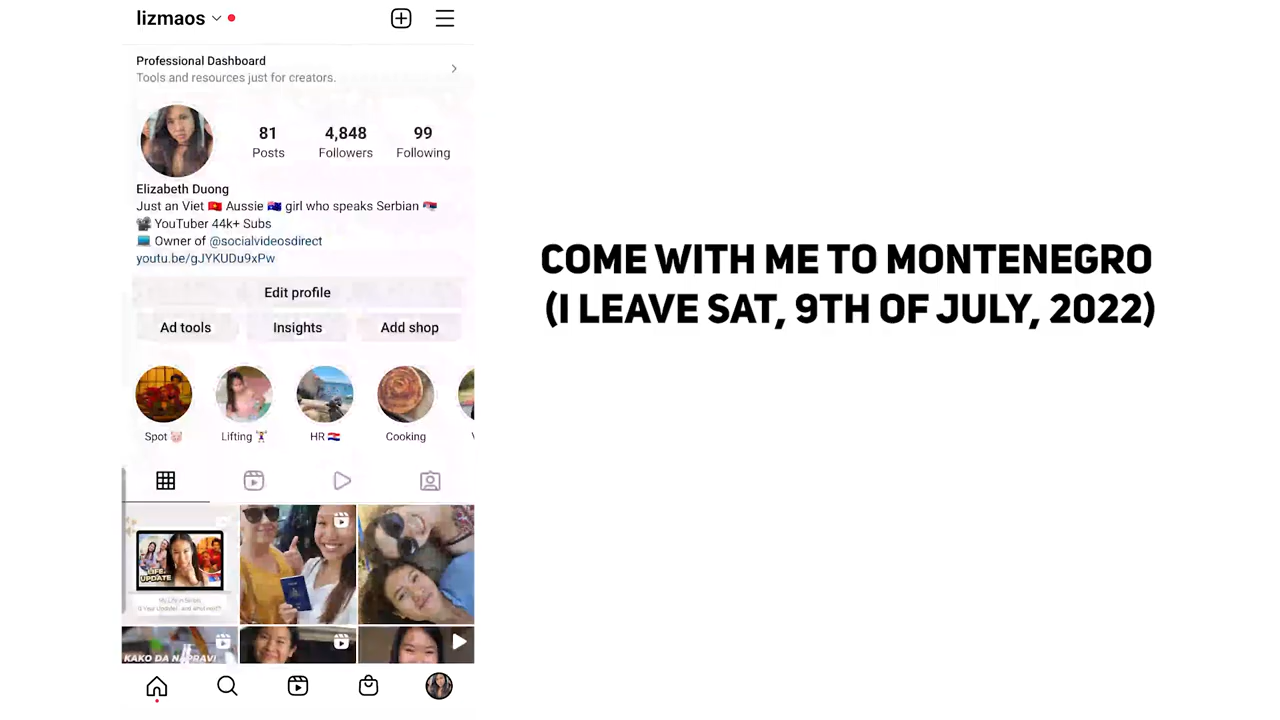 lizmaos
Professional Dashboard
Tools and resources just for creators.
81
Posts
4,848
Followers
99
Following
Elizabeth Duong
Just an Viet 🇻🇳 Aussie 🇦🇺 girl who speaks Serbian 🇷🇸
🎥 YouTuber 44k+ Subs
💻 Owner of @socialvideosdirect
youtu.be/gJYKUDu9xPw
Edit profile
Ad tools
Insights
Add shop
Spot 🐷
Lifting 🏋️‍♀️
HR 🇭🇷
Cooking
LIFE
UPDATE
KAKO DA NAPRAVI
COME WITH ME TO MONTENEGRO
(I LEAVE SAT, 9TH OF JULY, 2022)